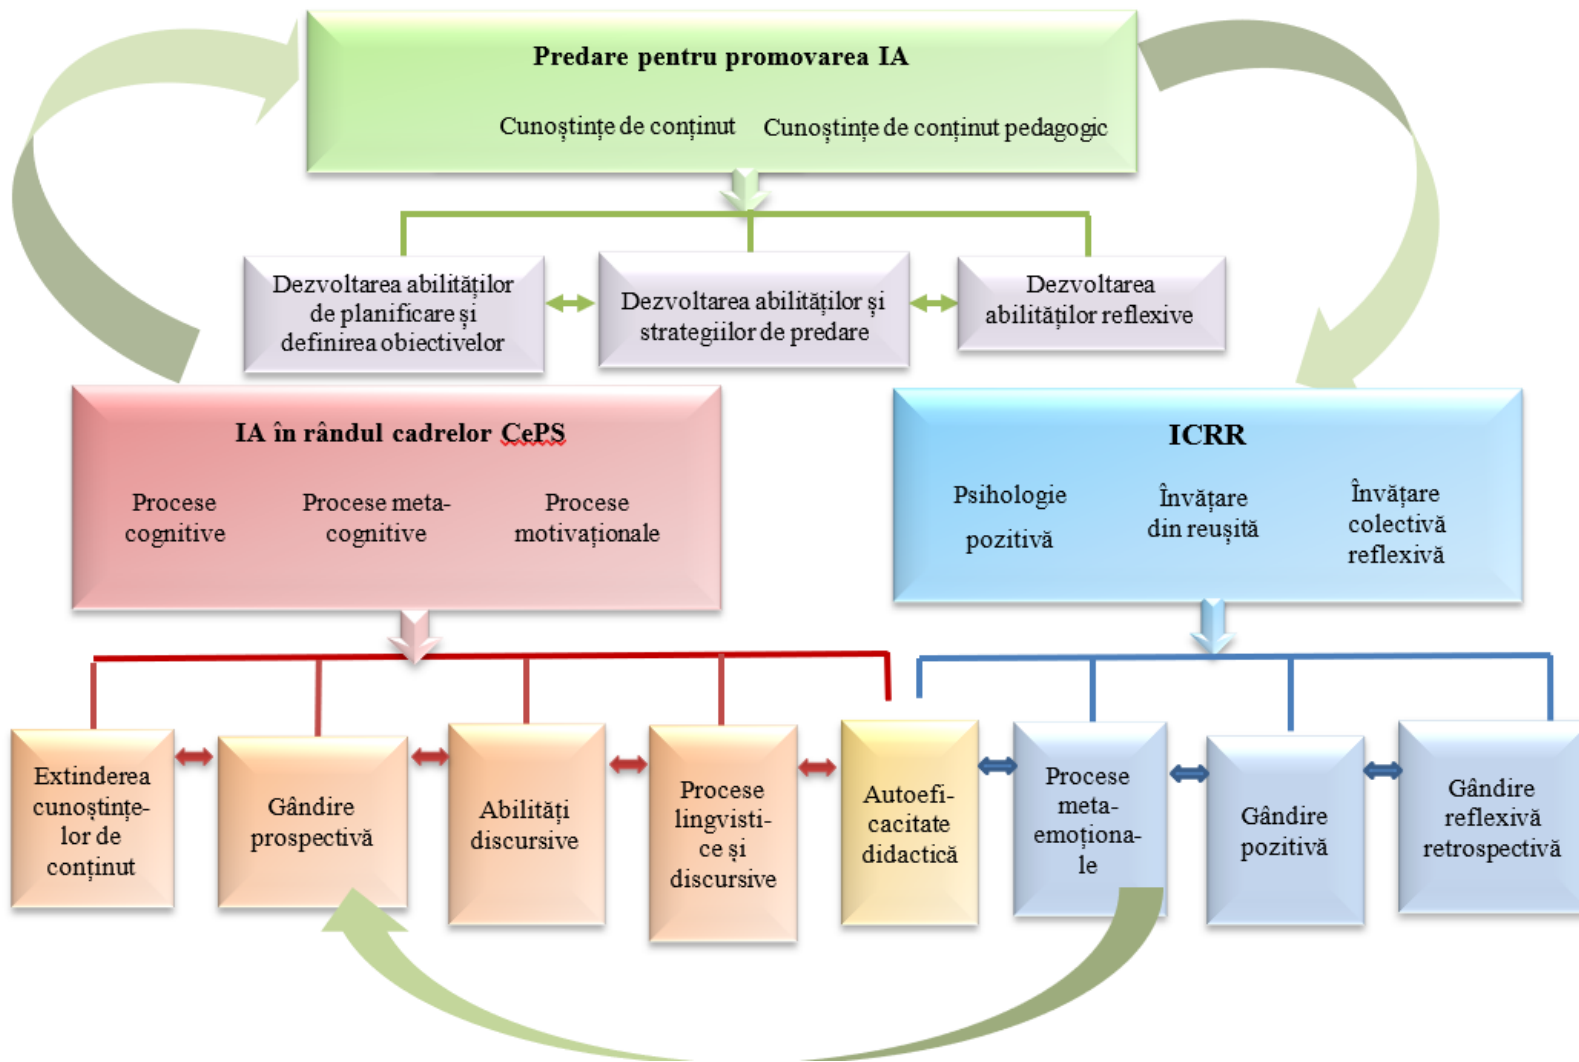 Predare pentru promovarea IA
Cunoștințe de conținut
Cunoștințe de conținut pedagogic
Dezvoltarea abilităților
de planificare și
definirea obiectivelor
Dezvoltarea abilităților și
strategiilor de predare
Dezvoltarea
abilităților reflexive
IA în rândul cadrelor CePS
Procese
cognitive
Procese meta-
cognitive
Procese
motivaționale
ICRR
Psihologie
pozitivă
Învățare
din reușită
Învățare
colectivă
reflexivă
Extinderea
cunoștințe-
lor de
conținut
Gândire
prospectivă
Abilități
discursive
Procese
lingvisti-
ce și
discursive
Autoefi-
cacitate
didactică
Procese
meta-
emoționa-
le
Gândire
pozitivă
Gândire
reflexivă
retrospectivă